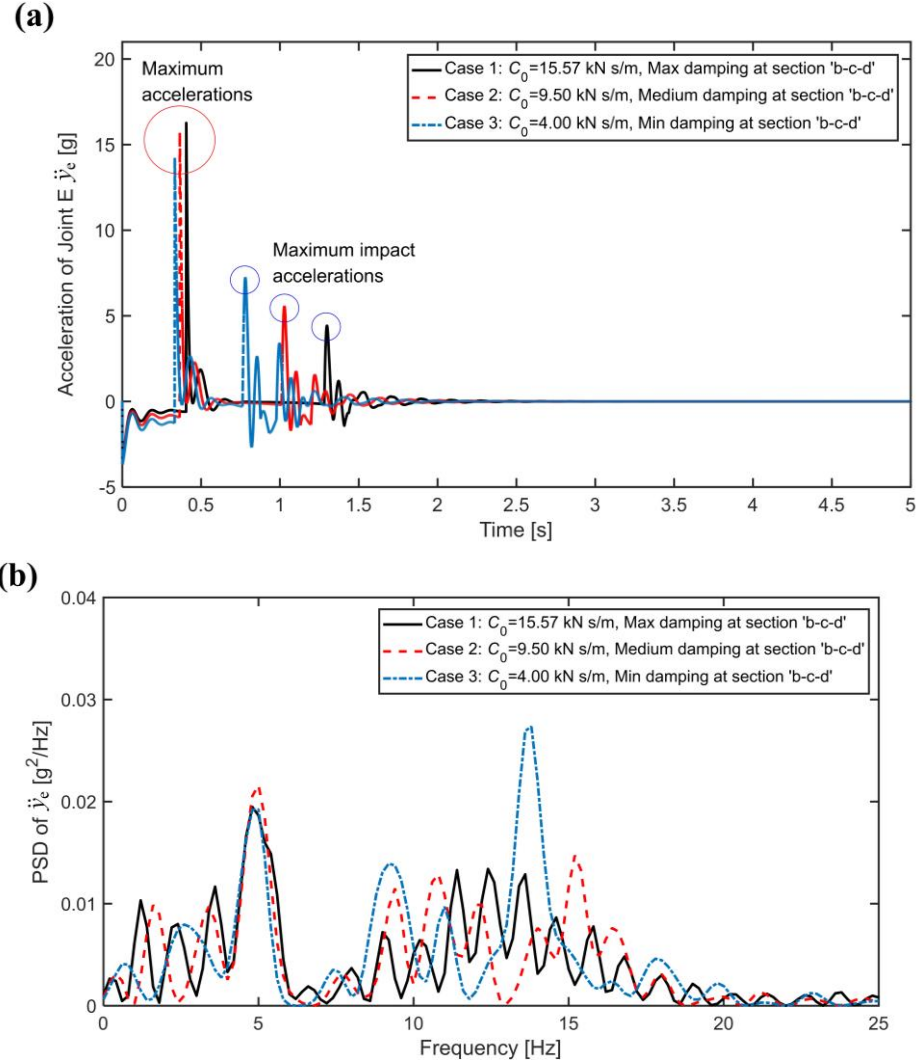 (a)
Maximum
accelerations
Maximum impact
accelerations
Case 1: C₀=15.57 kN s/m, Max damping at section 'b-c-d'
Case 2: C₀=9.50 kN s/m, Medium damping at section 'b-c-d'
Case 3: C₀=4.00 kN s/m, Min damping at section 'b-c-d'
Acceleration of Joint E ÿₑ [g]
20
15
10
5
0
-5
0 0.5 1 1.5 2 2.5 3 3.5 4 4.5 5
Time [s]
(b)
Case 1: C₀=15.57 kN s/m, Max damping at section 'b-c-d'
Case 2: C₀=9.50 kN s/m, Medium damping at section 'b-c-d'
Case 3: C₀=4.00 kN s/m, Min damping at section 'b-c-d'
PSD of ÿₑ [g²/Hz]
0.04
0.03
0.02
0.01
0
0 5 10 15 20 25
Frequency [Hz]